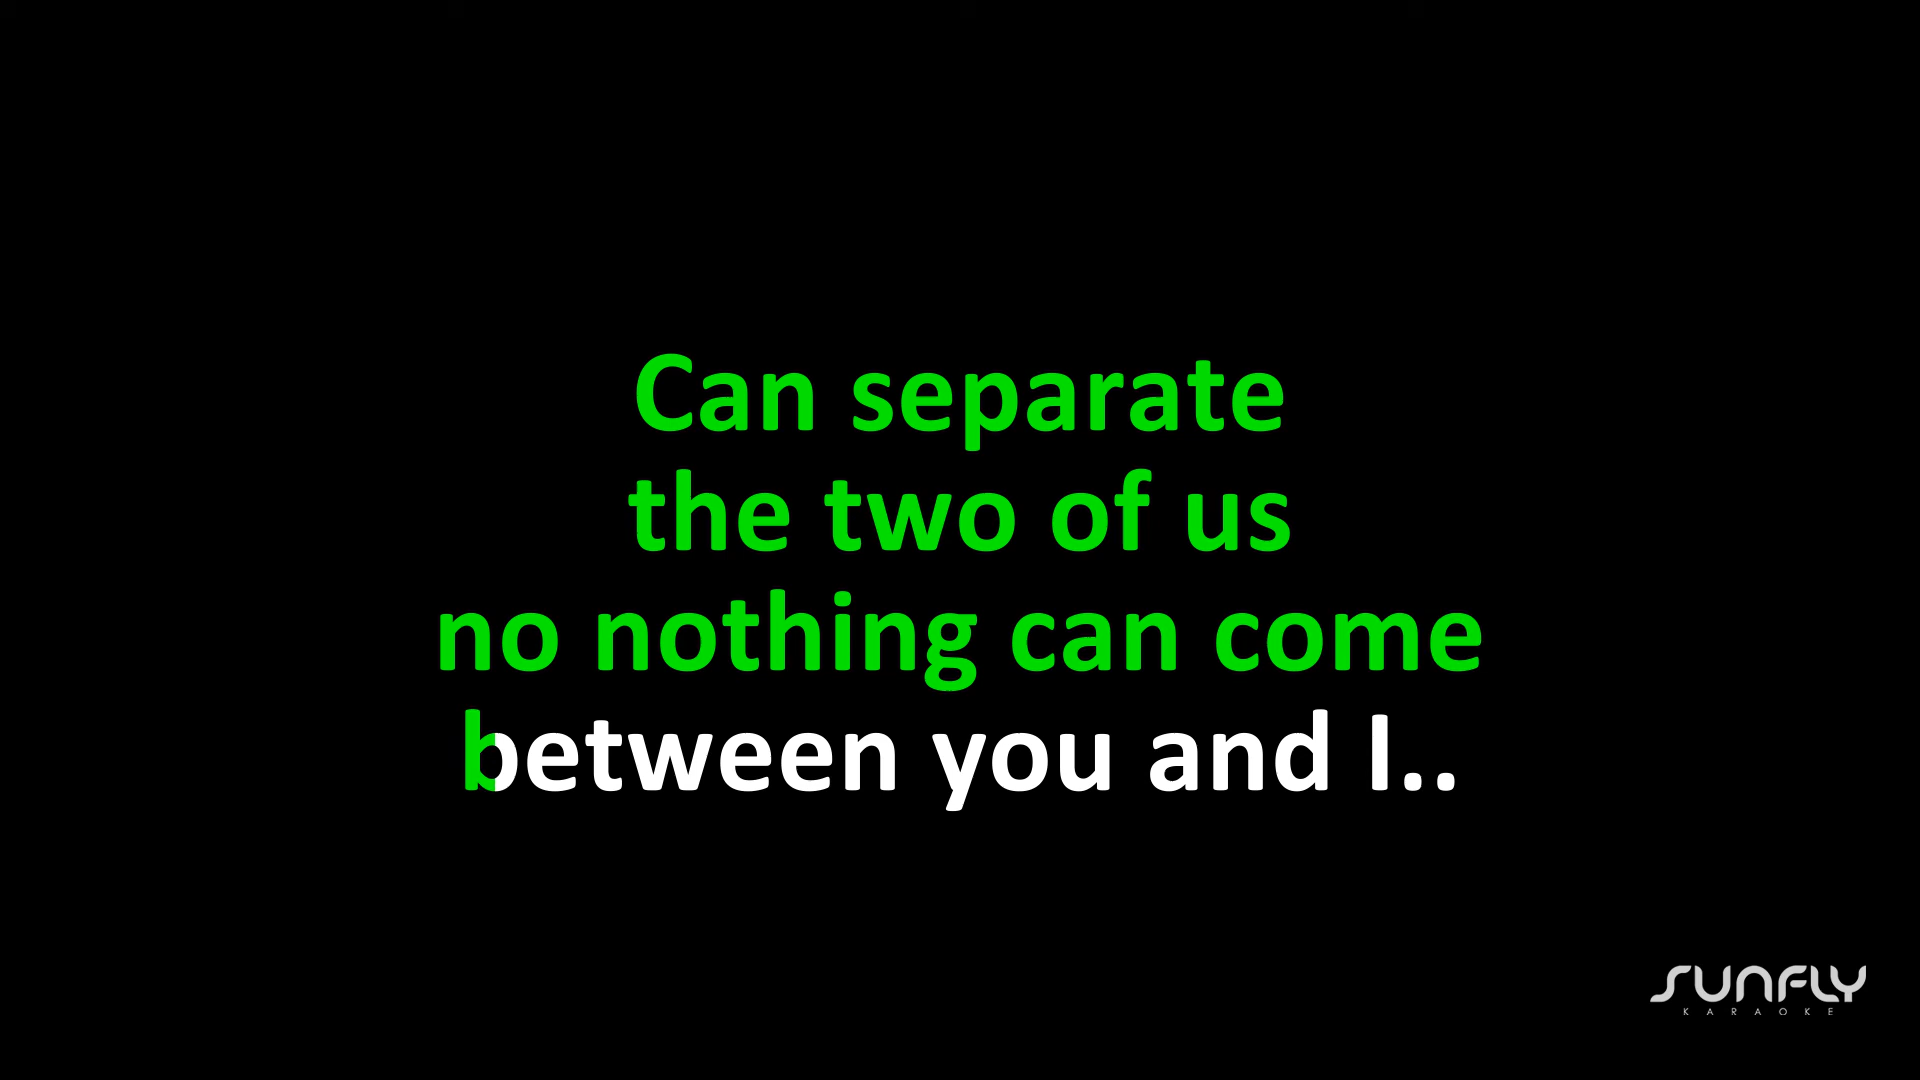 Can separate
the two of us
no nothing can come
between you and I..
SUNFLY
KARAOKE